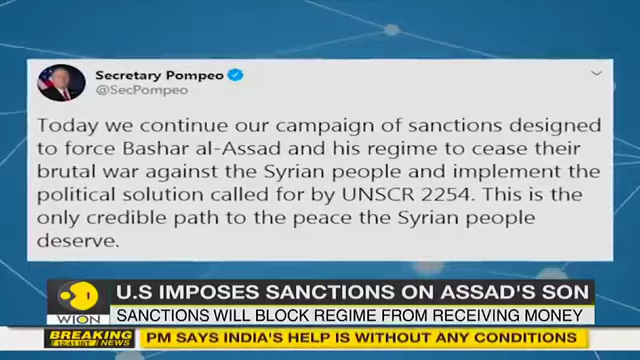 Secretary Pompeo
@SecPompeo
Today we continue our campaign of sanctions designed
to force Bashar al-Assad and his regime to cease their
brutal war against the Syrian people and implement the
political solution called for by UNSCR 2254. This is the
only credible path to the peace the Syrian people
deserve.
U.S IMPOSES SANCTIONS ON ASSAD'S SON
WION
SANCTIONS WILL BLOCK REGIME FROM RECEIVING MONEY
BREAKING
NEWS
PM SAYS INDIA'S HELP IS WITHOUT ANY CONDITIONS